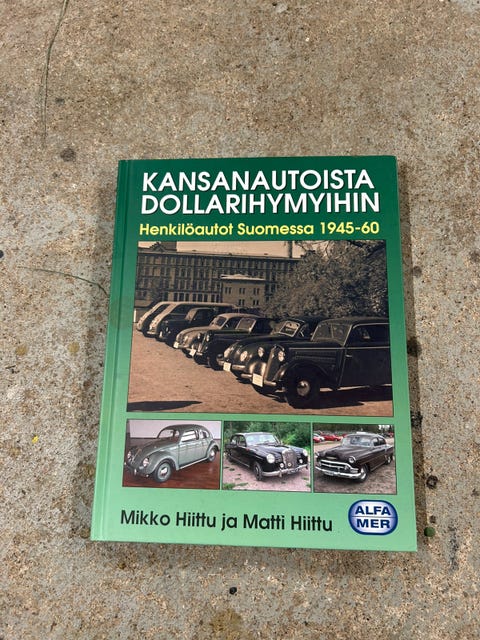 KANSANAUTOISTA
DOLLARIHYMYIHIN
Henkilöautot Suomessa 1945-60
Mikko Hiittu ja Matti Hiittu
ALFA
MER